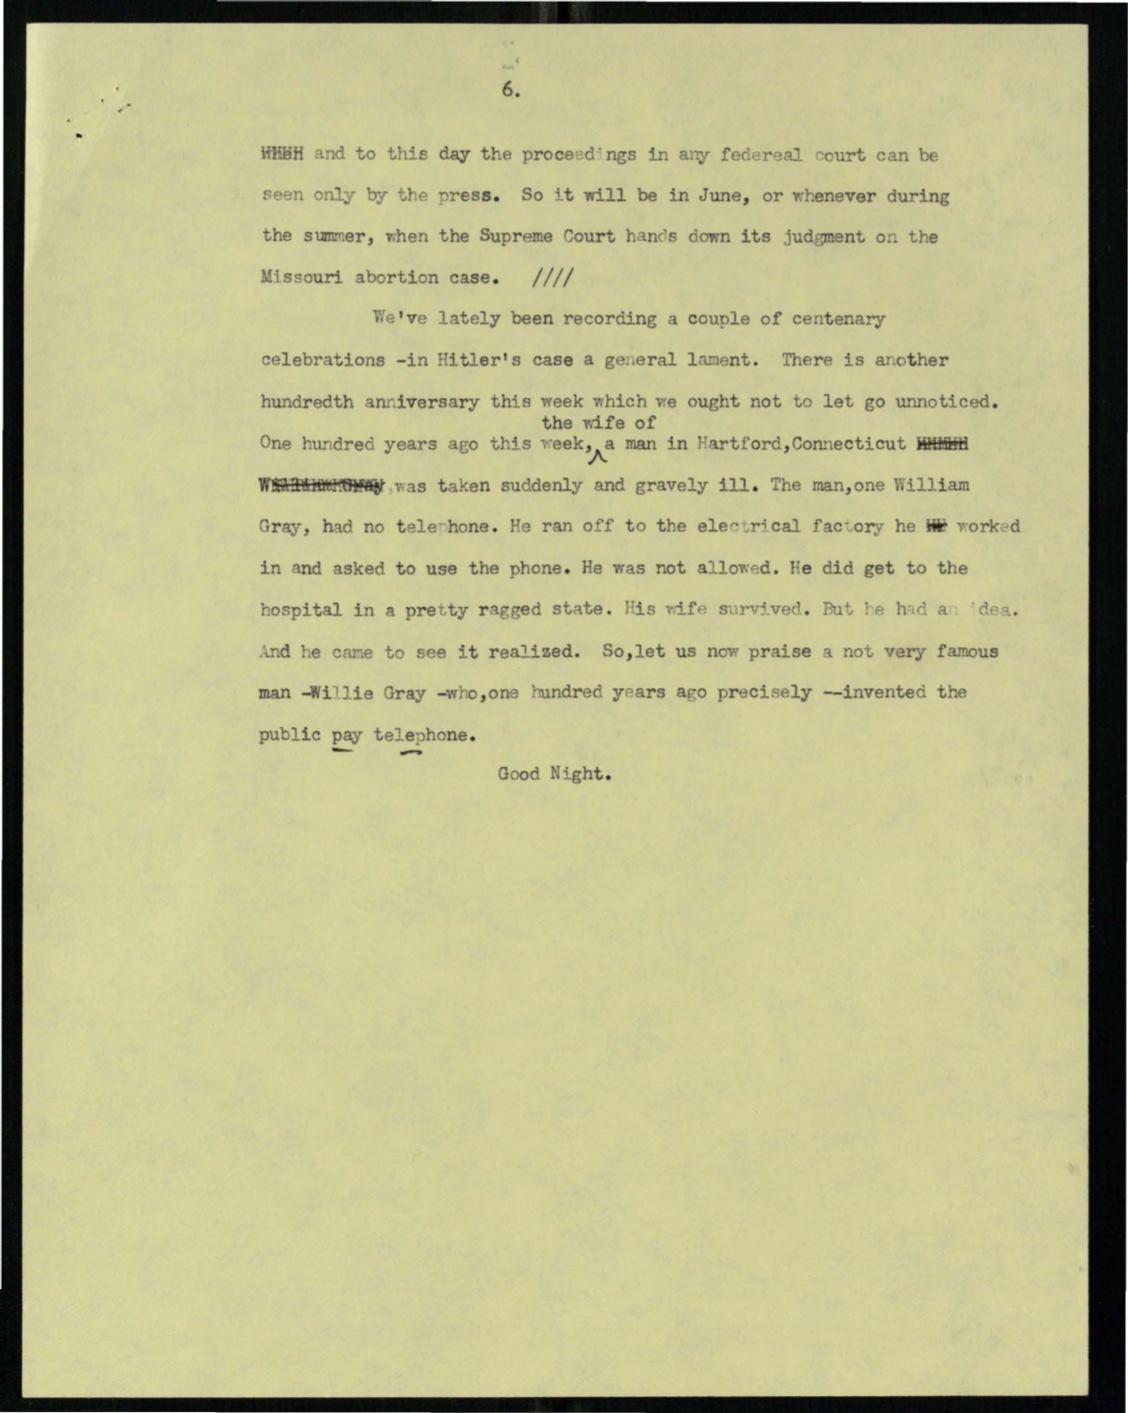 6.
and to this day the proceedings in any federeal court can be
seen only by the press. So it will be in June, or whenever during
the summer, when the Supreme Court hands down its judgment on the
Missouri abortion case. ////
We've lately been recording a couple of centenary
celebrations -in Hitler's case a general lament. There is another
hundredth anniversary this week which we ought not to let go unnoticed.
the wife of
One hundred years ago this week, a man in Hartford,Connecticut
was taken suddenly and gravely ill. The man,one William
Gray, had no telephone. He ran off to the electrical factory he worked
in and asked to use the phone. He was not allowed. He did get to the
hospital in a pretty ragged state. His wife survived. But he had an idea.
And he came to see it realized. So,let us now praise a not very famous
man -Willie Gray -who,one hundred years ago precisely --invented the
public pay telephone.
Good Night.